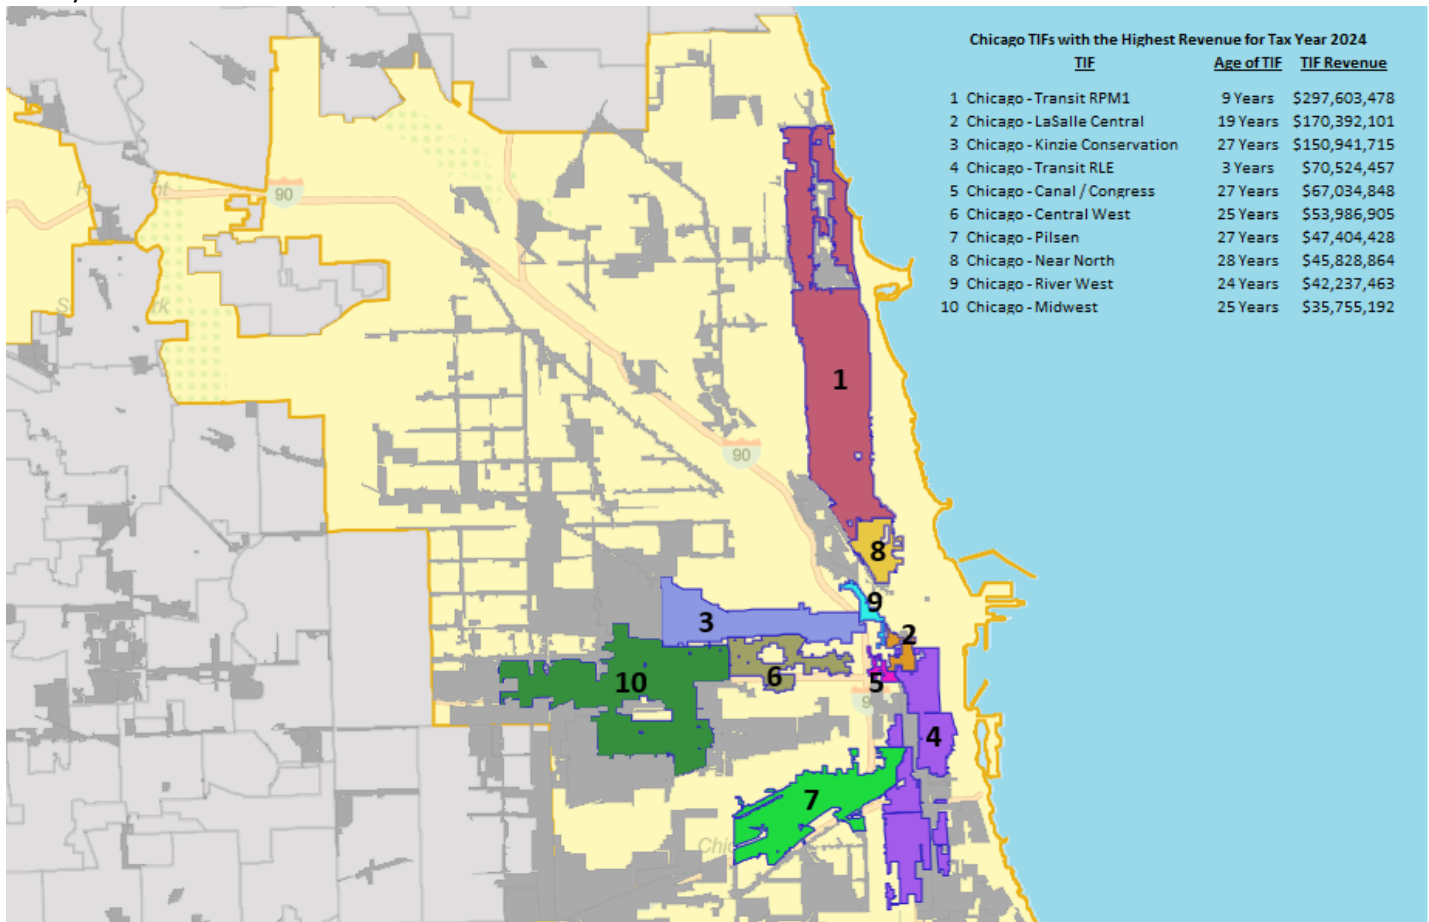 Chicago TIFs with the Highest Revenue for Tax Year 2024
TIF Age of TIF TIF Revenue
1 Chicago - Transit RPM1 9 Years $297,603,478
2 Chicago - LaSalle Central 19 Years $170,392,101
3 Chicago - Kinzie Conservation 27 Years $150,941,715
4 Chicago - Transit RLE 3 Years $70,524,457
5 Chicago - Canal / Congress 27 Years $67,034,848
6 Chicago - Central West 25 Years $53,986,905
7 Chicago - Pilsen 27 Years $47,404,428
8 Chicago - Near North 28 Years $45,828,864
9 Chicago - River West 24 Years $42,237,463
10 Chicago - Midwest 25 Years $35,755,192
90
1
90
8
9
3
2
6
5
10
9
4
7
Chic